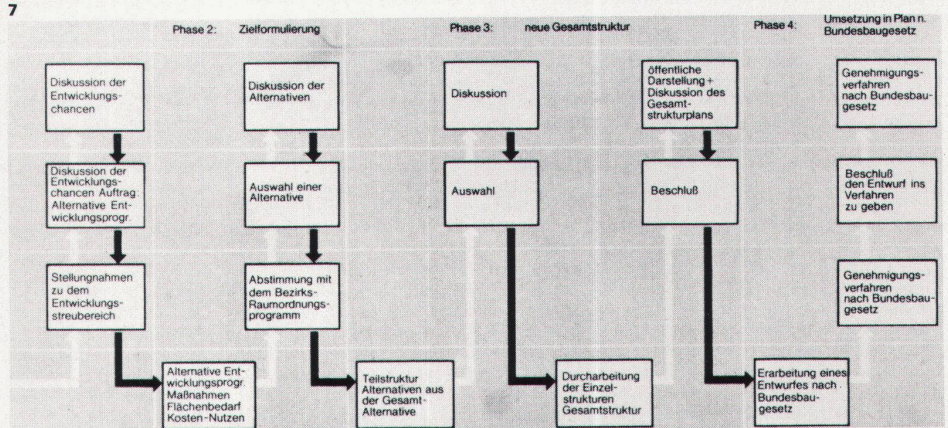 7
Phase 2: Zielformulierung
Phase 3: neue Gesamtstruktur
Phase 4: Umsetzung in Plan n.
Bundesbaugesetz
Diskussion der
Entwicklungs-
chancen
Diskussion der
Alternativen
Diskussion
öffentliche
Darstellung+
Diskussion des
Gesamt-
strukturplans
Genehmigungs-
verfahren
nach Bundesbau-
gesetz
Diskussion der
Entwicklungs-
chancen Auftrag:
Alternative Ent-
wicklungsprogr.
Auswahl einer
Alternative
Auswahl
Beschluß
Beschluß
den Entwurf ins
Verfahren
zu geben
Stellungnahmen
zu dem
Entwicklungs-
streubereich
Abstimmung mit
dem Bezirks-
Raumordnungs-
programm
Genehmigungs-
verfahren
nach Bundesbau-
gesetz
Alternative Ent-
wicklungsprogr.
Maßnahmen
Flächenbedarf
Kosten-Nutzen
Teilstruktur
Alternativen aus
der Gesamt-
Alternative
Durcharbeitung
der Einzel-
strukturen
Gesamtstruktur
Erarbeitung eines
Entwurfes nach
Bundesbau-
gesetz